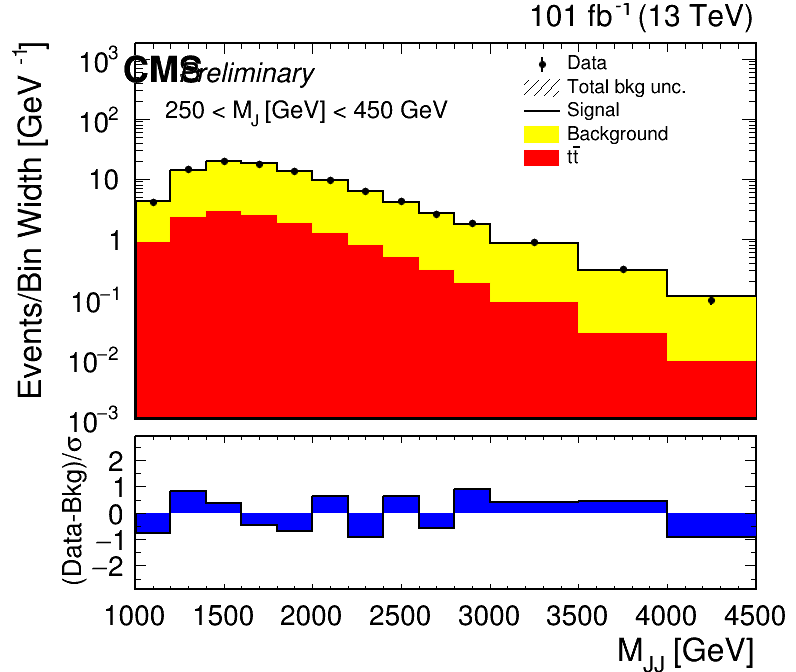 101 fb⁻¹ (13 TeV)
CMS Preliminary
250 < M_J [GeV] < 450 GeV
Data
Total bkg unc.
Signal
Background
tt̄
Events/Bin Width [GeV⁻¹]
10³
10²
10
1
10⁻¹
10⁻²
10⁻³
(Data-Bkg)/σ
2
1
0
−1
−2
1000 1500 2000 2500 3000 3500 4000 4500
M_JJ [GeV]